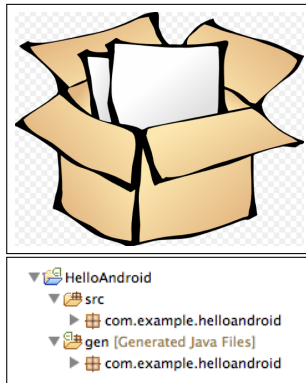 HelloAndroid
src
com.example.helloandroid
gen [Generated Java Files]
com.example.helloandroid